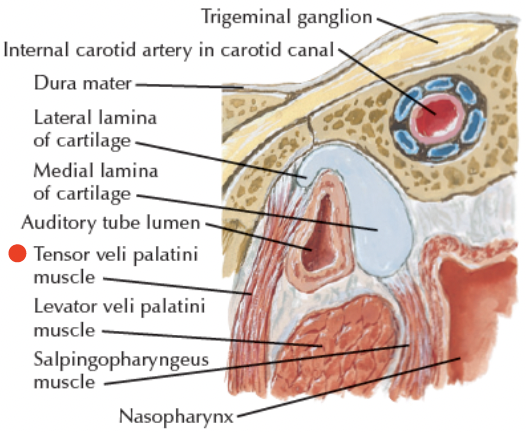 Trigeminal ganglion
Internal carotid artery in carotid canal
Dura mater
Lateral lamina
of cartilage
Medial lamina
of cartilage
Auditory tube lumen
Tensor veli palatini
muscle
Levator veli palatini
muscle
Salpingopharyngeus
muscle
Nasopharynx